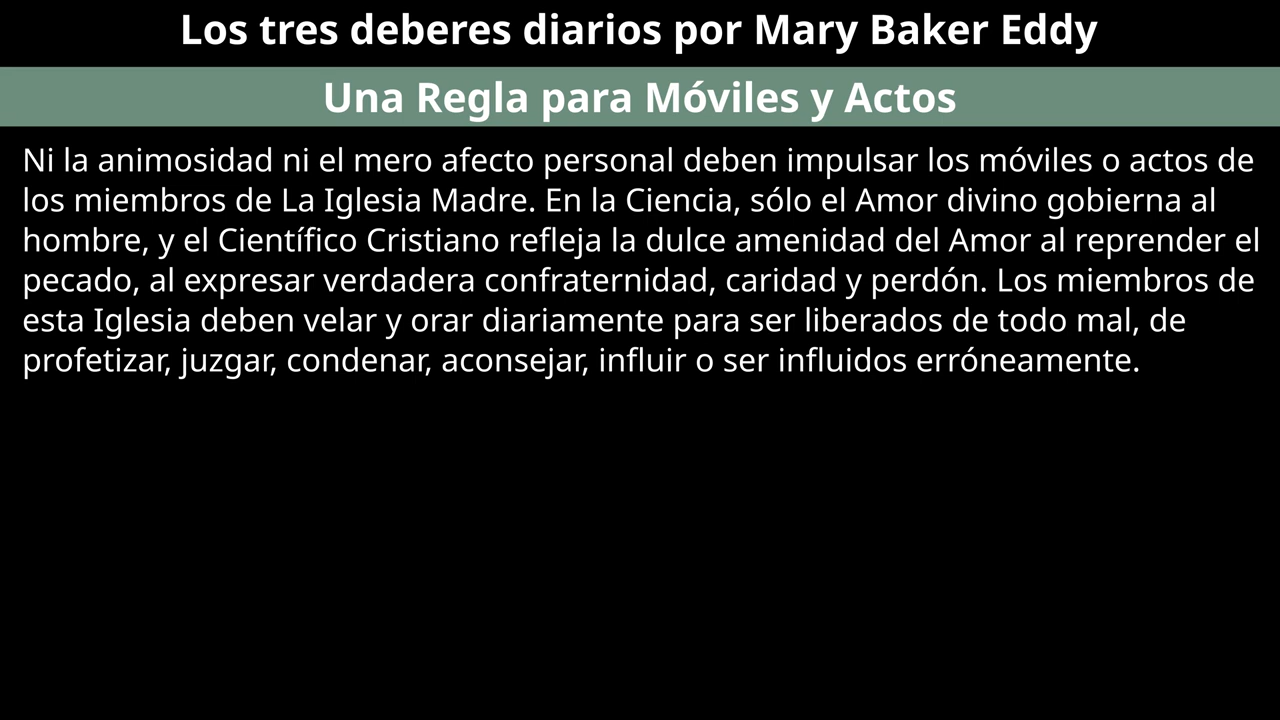 Los tres deberes diarios por Mary Baker Eddy
Una Regla para Móviles y Actos
Ni la animosidad ni el mero afecto personal deben impulsar los móviles o actos de
los miembros de La Iglesia Madre. En la Ciencia, sólo el Amor divino gobierna al
hombre, y el Científico Cristiano refleja la dulce amenidad del Amor al reprender el
pecado, al expresar verdadera confraternidad, caridad y perdón. Los miembros de
esta Iglesia deben velar y orar diariamente para ser liberados de todo mal, de
profetizar, juzgar, condenar, aconsejar, influir o ser influidos erróneamente.